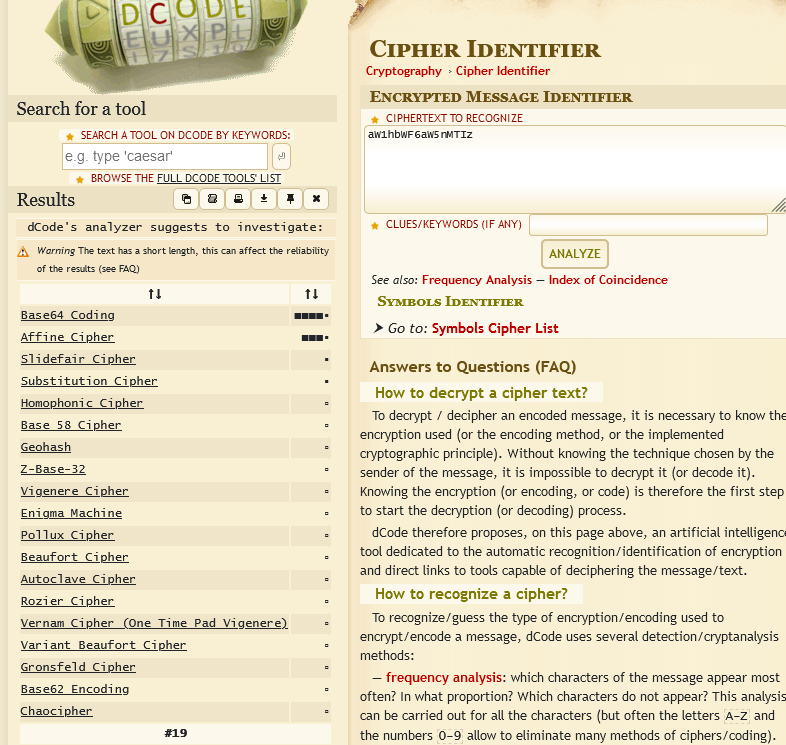 DCODE
EUXPL
Search for a tool
★ SEARCH A TOOL ON DCODE BY KEYWORDS:
e.g. type 'caesar'
★ BROWSE THE FULL DCODE TOOLS' LIST
Results
dCode's analyzer suggests to investigate:
Warning The text has a short length, this can affect the reliability
of the results (see FAQ)
↑↓ ↑↓
Base64 Coding ■■■■▪
Affine Cipher ■■■▪
Slidefair Cipher ▪
Substitution Cipher ▪
Homophonic Cipher ▫
Base 58 Cipher ▫
Geohash ▫
Z-Base-32 ▫
Vigenere Cipher ▫
Enigma Machine ▫
Pollux Cipher ▫
Beaufort Cipher ▫
Autoclave Cipher ▫
Rozier Cipher ▫
Vernam Cipher (One Time Pad Vigenere) ▫
Variant Beaufort Cipher ▫
Gronsfeld Cipher ▫
Base62 Encoding ▫
Chaocipher ▫
#19
Cipher Identifier
Cryptography › Cipher Identifier
Encrypted Message Identifier
★ CIPHERTEXT TO RECOGNIZE
aW1hbWF6aW5nMTIz
★ CLUES/KEYWORDS (IF ANY)
ANALYZE
See also: Frequency Analysis — Index of Coincidence
Symbols Identifier
➤ Go to: Symbols Cipher List
Answers to Questions (FAQ)
How to decrypt a cipher text?
To decrypt / decipher an encoded message, it is necessary to know the
encryption used (or the encoding method, or the implemented
cryptographic principle). Without knowing the technique chosen by the
sender of the message, it is impossible to decrypt it (or decode it).
Knowing the encryption (or encoding, or code) is therefore the first step
to start the decryption (or decoding) process.
dCode therefore proposes, on this page above, an artificial intelligence
tool dedicated to the automatic recognition/identification of encryption
and direct links to tools capable of deciphering the message/text.
How to recognize a cipher?
To recognize/guess the type of encryption/encoding used to
encrypt/encode a message, dCode uses several detection/cryptanalysis
methods:
— frequency analysis: which characters of the message appear most
often? In what proportion? Which characters do not appear? This analysis
can be carried out for all the characters (but often the letters A-Z and
the numbers 0-9 allow to eliminate many methods of ciphers/coding).